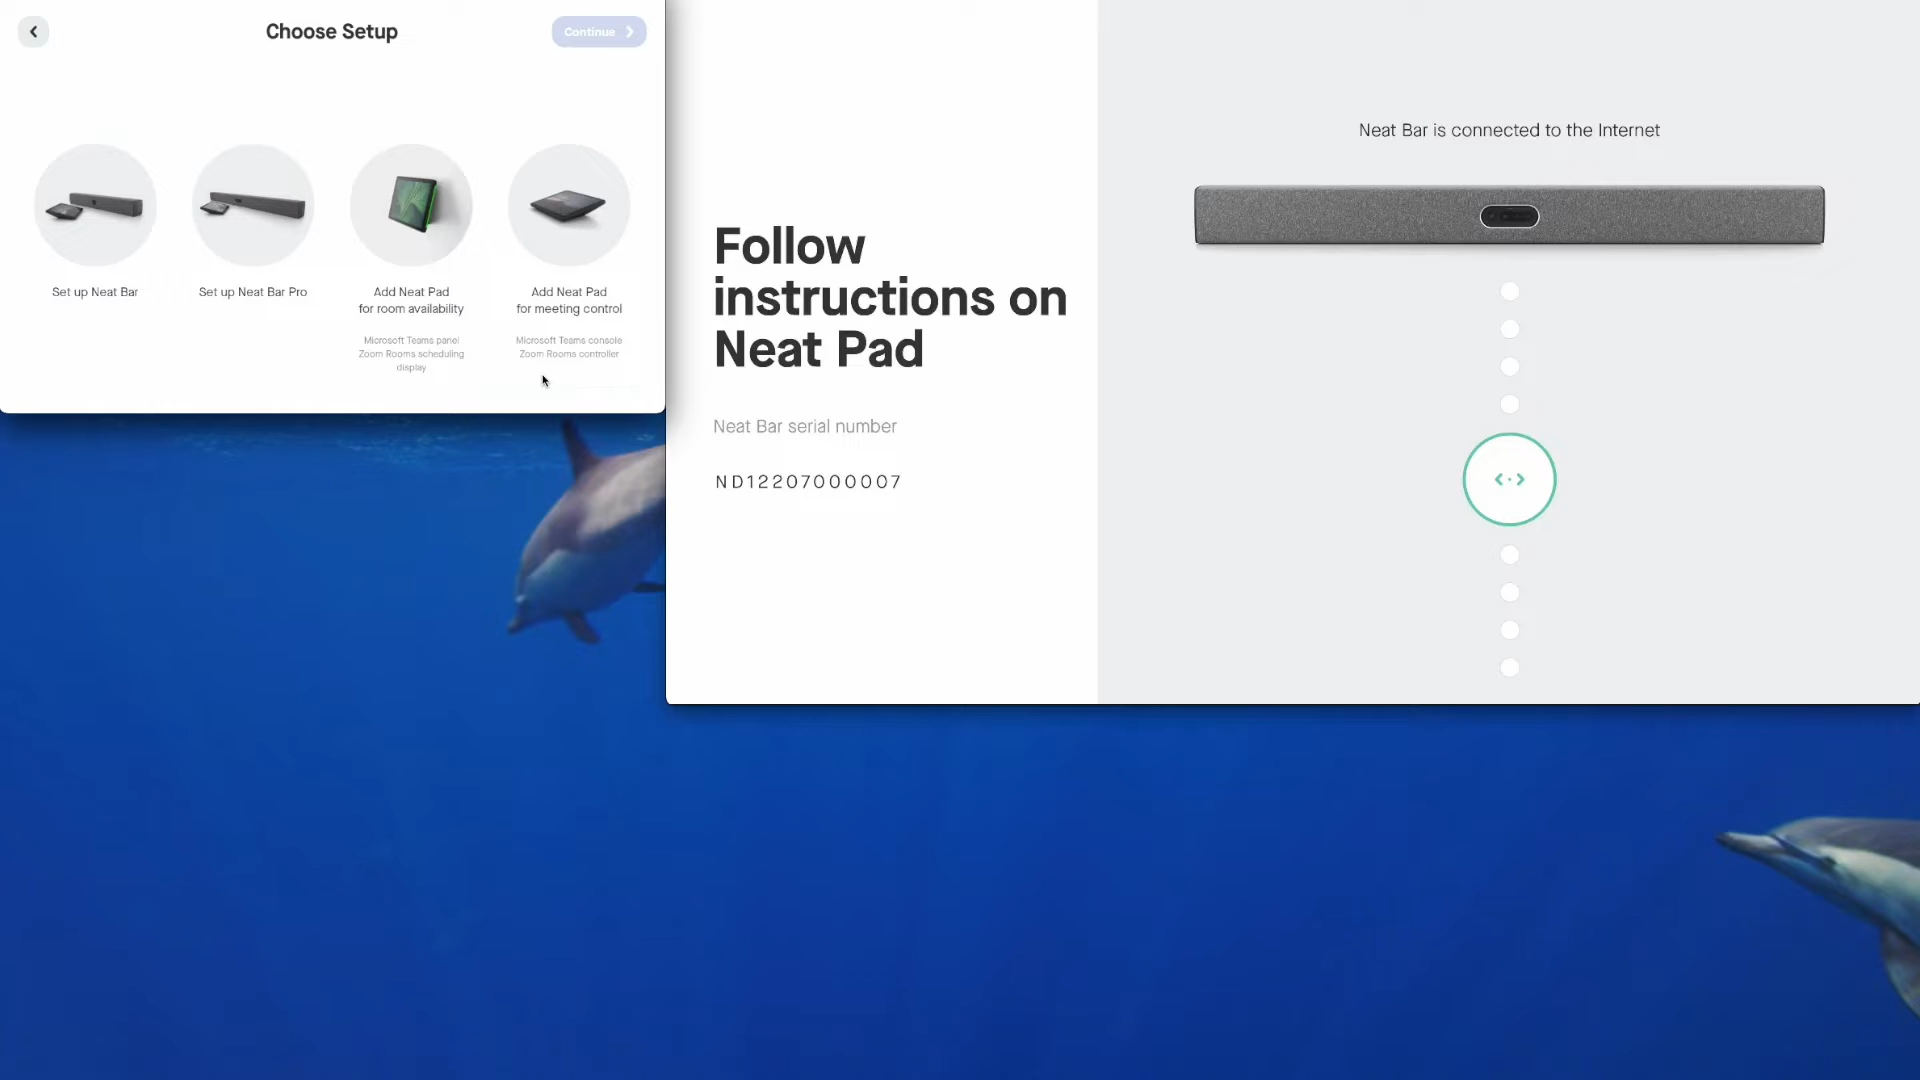 Choose Setup
Continue
Set up Neat Bar
Set up Neat Bar Pro
Add Neat Pad
for room availability
Microsoft Teams panel
Zoom Rooms scheduling
display
Add Neat Pad
for meeting control
Microsoft Teams console
Zoom Rooms controller
Follow
instructions on
Neat Pad
Neat Bar serial number
ND12207000007
Neat Bar is connected to the Internet